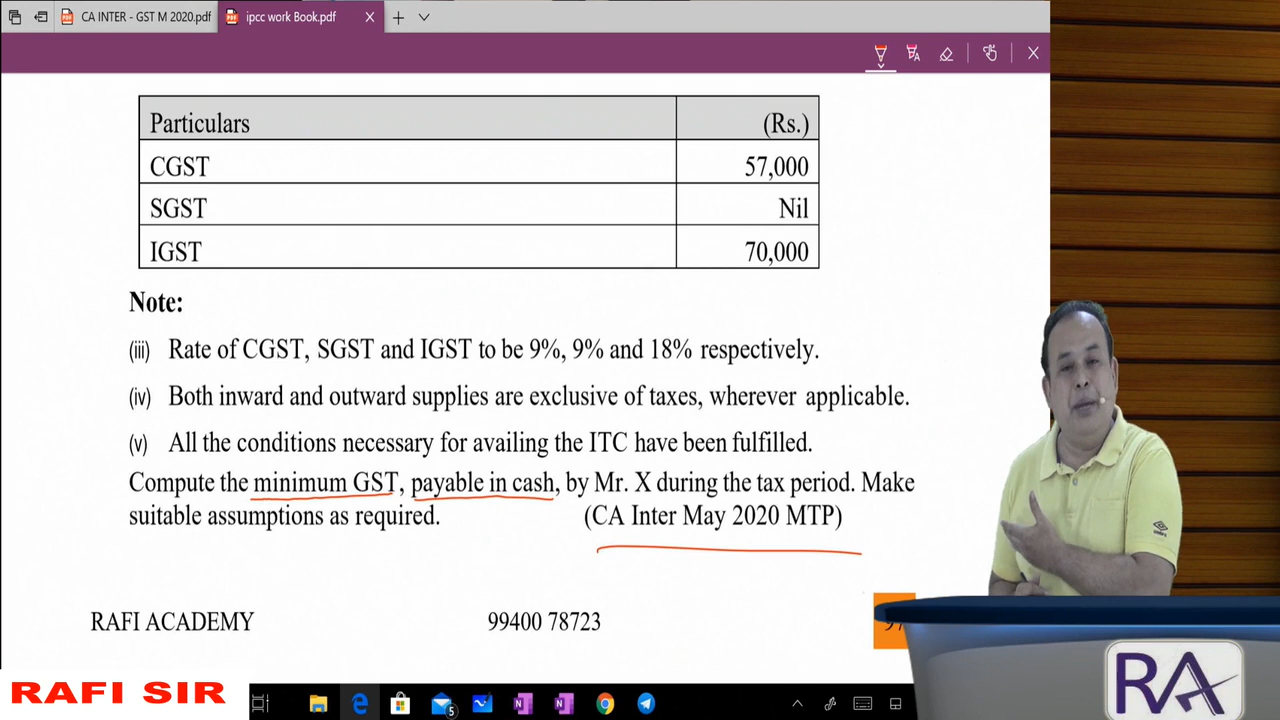 CA INTER - GST M 2020.pdf
ipcc work Book.pdf
Particulars (Rs.)
CGST 57,000
SGST Nil
IGST 70,000
Note:
(iii) Rate of CGST, SGST and IGST to be 9%, 9% and 18% respectively.
(iv) Both inward and outward supplies are exclusive of taxes, wherever applicable.
(v) All the conditions necessary for availing the ITC have been fulfilled.
Compute the minimum GST, payable in cash, by Mr. X during the tax period. Make
suitable assumptions as required. (CA Inter May 2020 MTP)
RAFI ACADEMY 99400 78723
RAFI SIR
5
RA